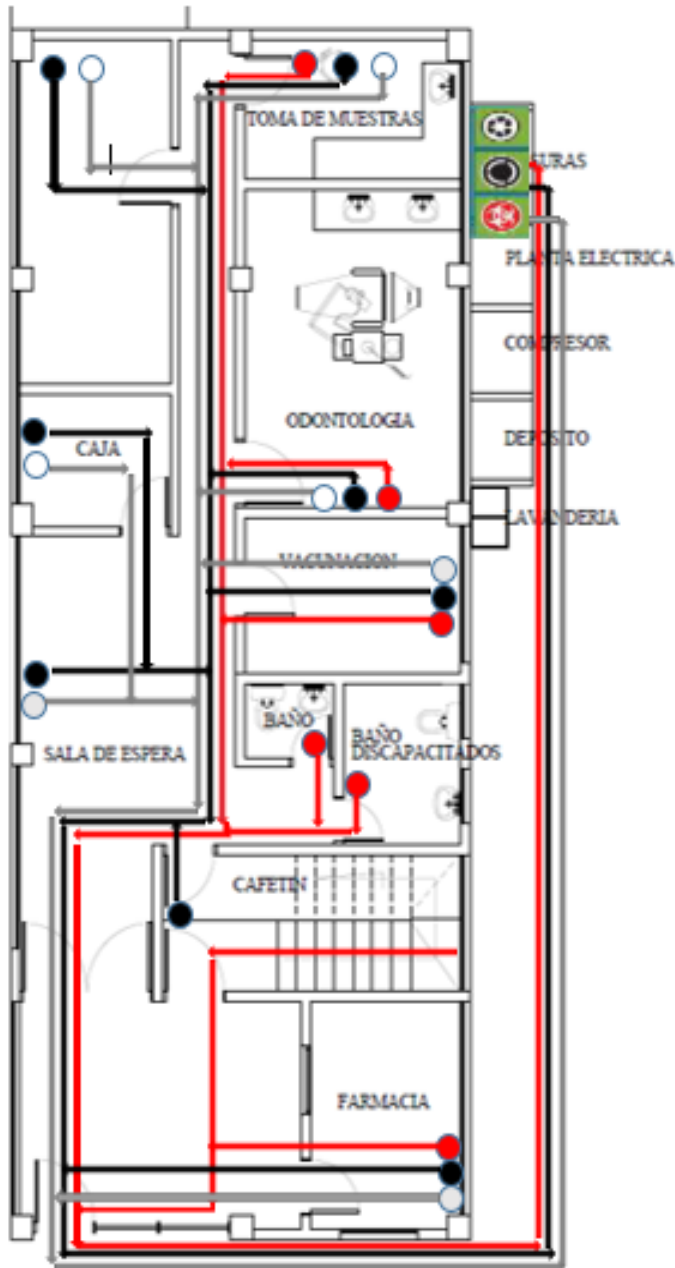 TOMA DE MUESTRAS
SURAS
PLANTA ELECTRICA
COMPRESOR
ODONTOLOGIA
DEPOSITO
CAJA
LAVANDERIA
VACUNACION
BAÑO
BAÑO
DISCAPACITADOS
SALA DE ESPERA
CAFETIN
FARMACIA